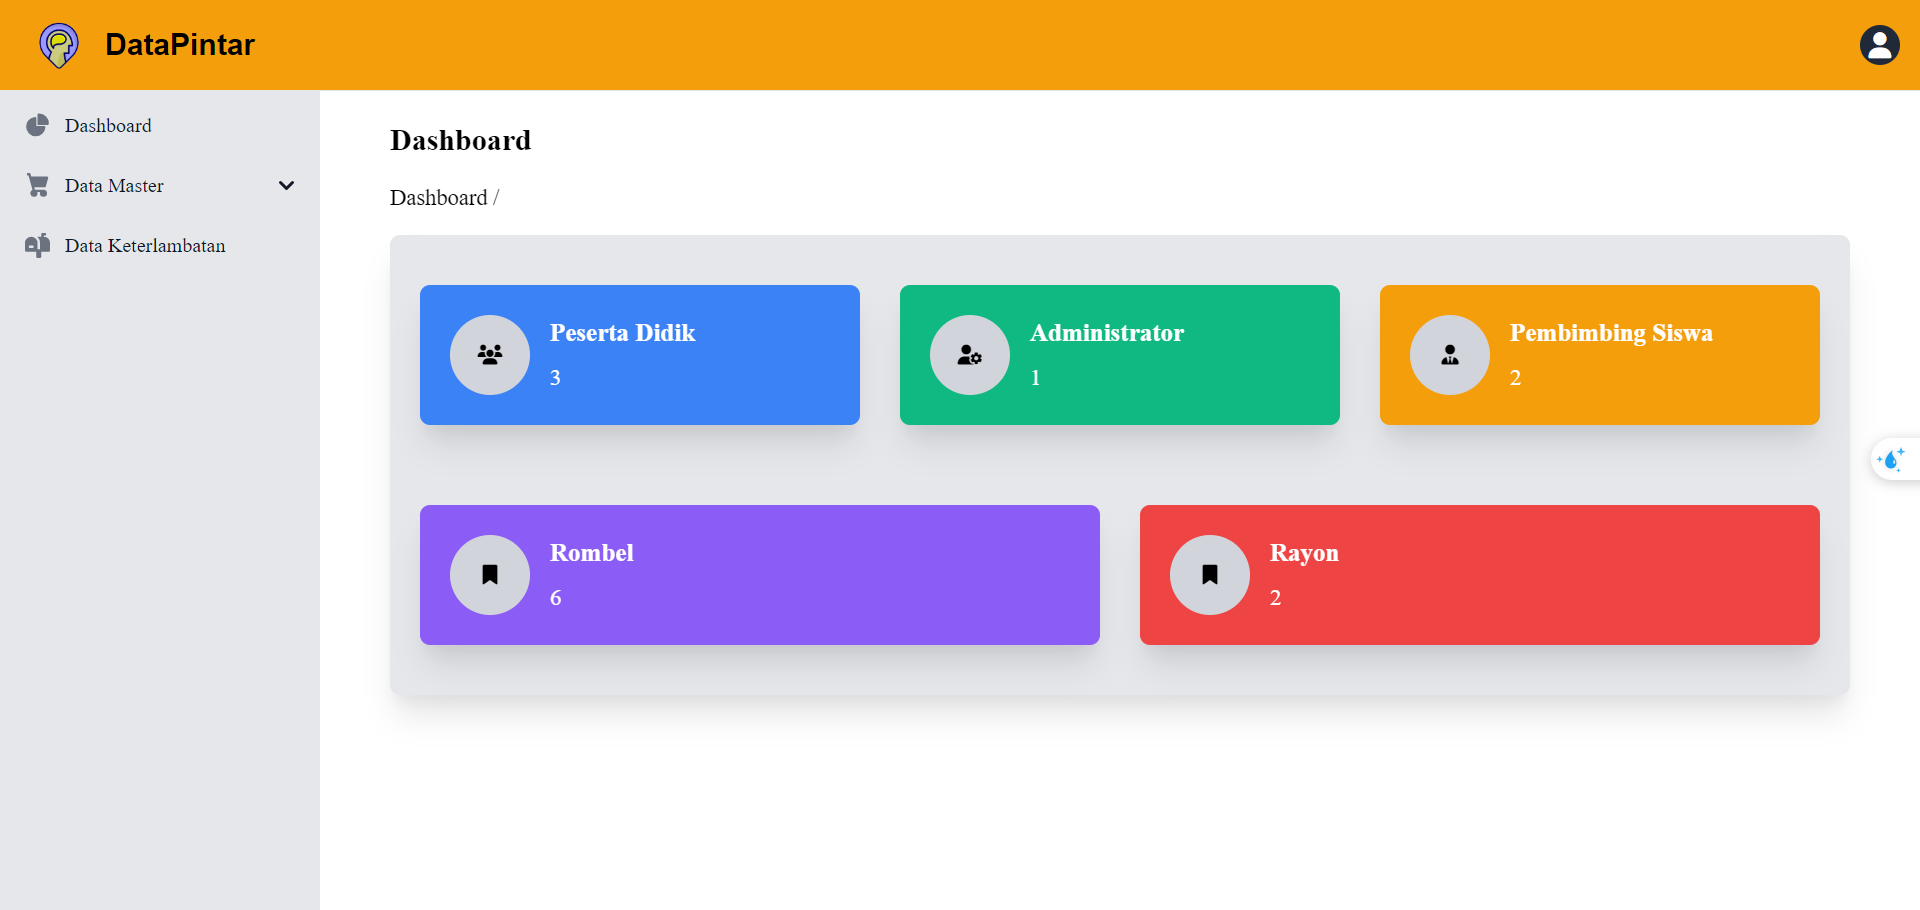 DataPintar
Dashboard
Data Master
Data Keterlambatan
Dashboard
Dashboard /
Peserta Didik
3
Administrator
1
Pembimbing Siswa
2
Rombel
6
Rayon
2